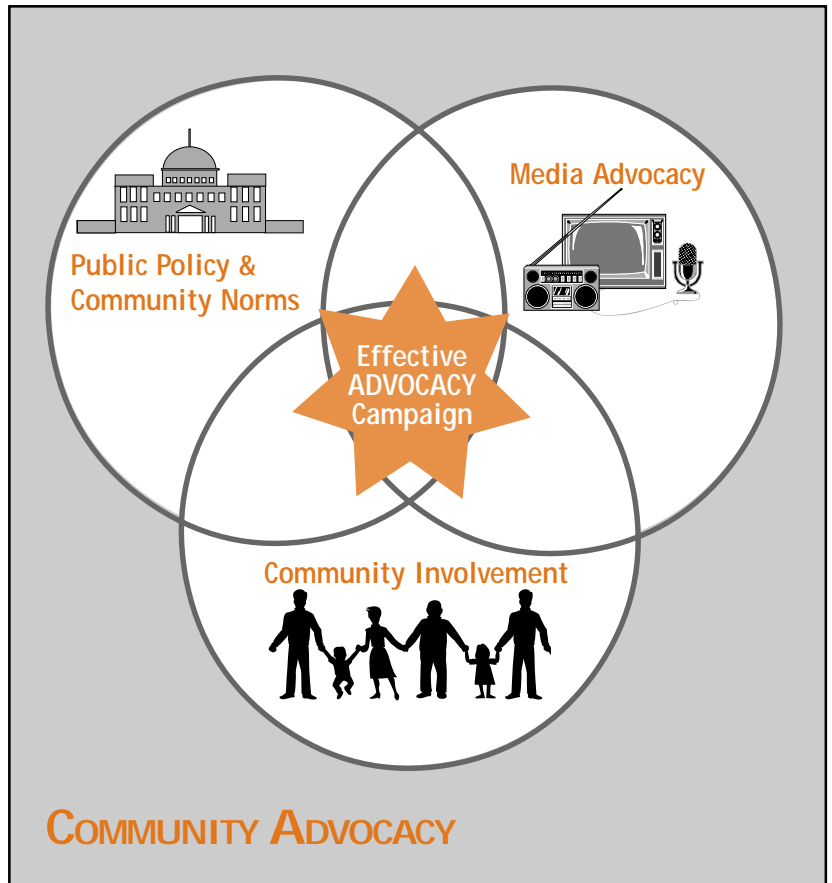 Media Advocacy
Public Policy &
Community Norms
Effective
ADVOCACY
Campaign
Community Involvement
COMMUNITY ADVOCACY